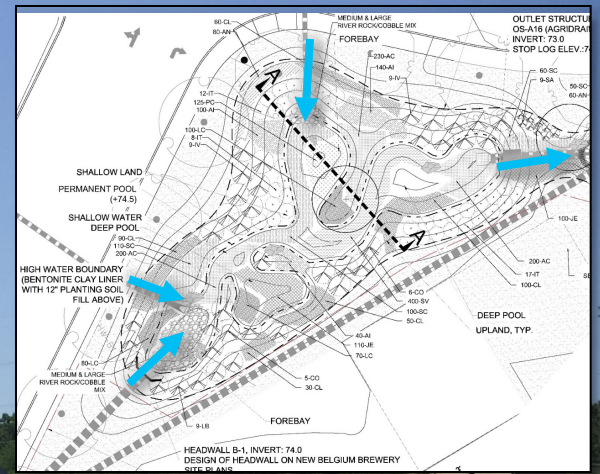 60-CL
80-AN
MEDIUM & LARGE
RIVER ROCK/COBBLE
MIX
FOREBAY
OUTLET STRUCTU
OS-A16 (AGRIDRAI
INVERT: 73.0
STOP LOG ELEV.:74
230-AC
140-AI
9-IV
60-SC
9-SA
50-SC
60-AN
A
12-IT
125-PC
100-AI
100-LC
8-IT
9-IV
SHALLOW LAND
PERMANENT POOL
(+74.5)
SHALLOW WATER
DEEP POOL
90-CL
110-SC
200-AC
HIGH WATER BOUNDARY
(BENTONITE CLAY LINER
WITH 12" PLANTING SOIL
FILL ABOVE)
A
100-JE
200-AC
17-IT
100-CL
SE
6-CO
400-SV
100-SC
50-CL
DEEP POOL
UPLAND, TYP.
40-AI
110-JE
70-LC
80-LC
MEDIUM & LARGE
RIVER ROCK/COBBLE
MIX
5-CO
30-CL
9-LB
FOREBAY
HEADWALL B-1, INVERT: 74.0
DESIGN OF HEADWALL ON NEW BELGIUM BREWERY
SITE PLANS